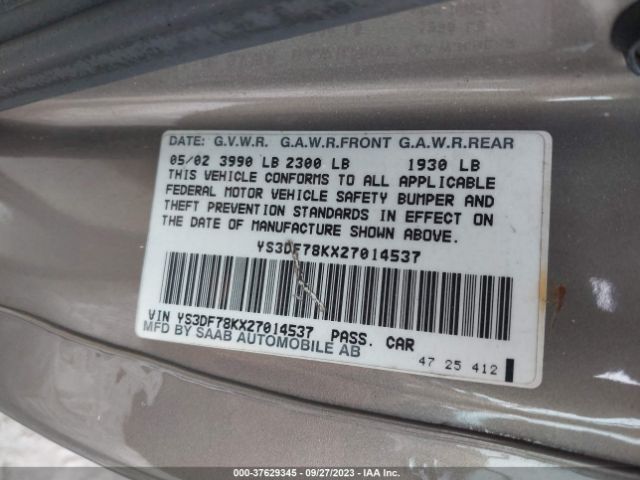 DATE: G.V.W.R. G.A.W.R.FRONT G.A.W.R.REAR
05/02 3990 LB 2300 LB 1930 LB
THIS VEHICLE CONFORMS TO ALL APPLICABLE
FEDERAL MOTOR VEHICLE SAFETY BUMPER AND
THEFT PREVENTION STANDARDS IN EFFECT ON
THE DATE OF MANUFACTURE SHOWN ABOVE.
YS3DF78KX27014537
VIN YS3DF78KX27014537 PASS. CAR
MFD BY SAAB AUTOMOBILE AB
47 25 412
000-37629345 | 09/27/2023 | IAA Inc.